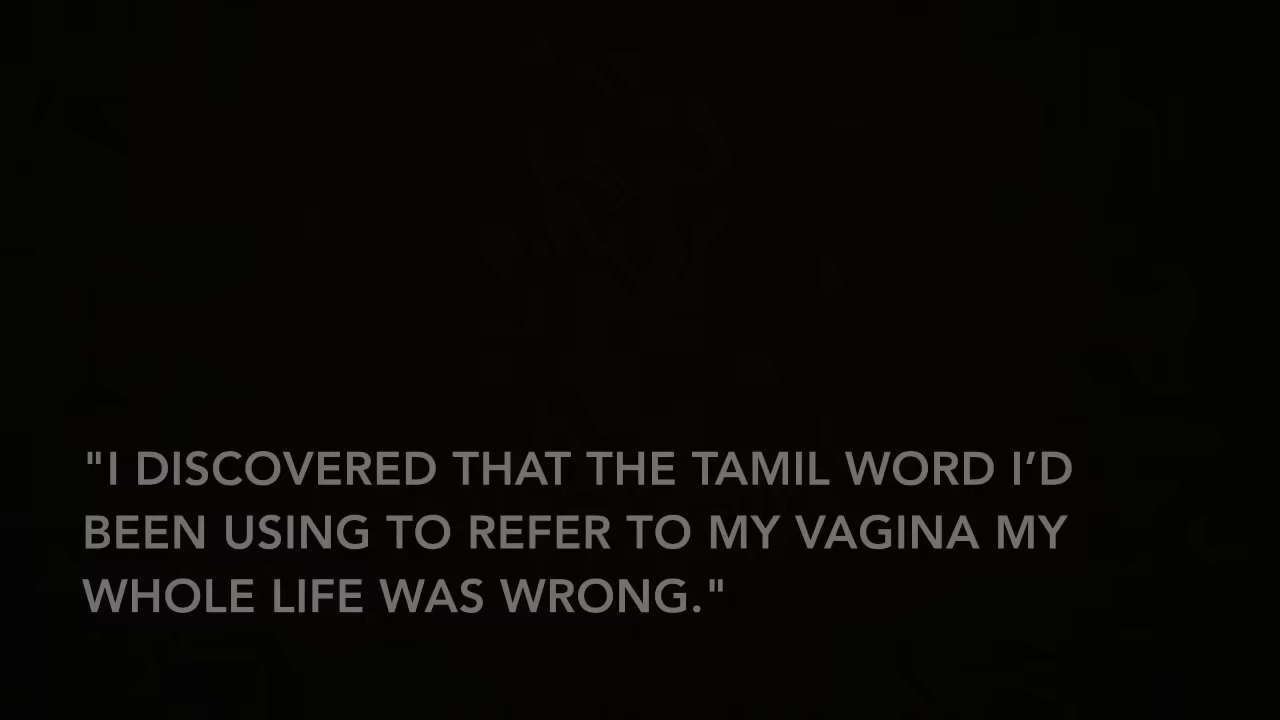 "I DISCOVERED THAT THE TAMIL WORD I’D
BEEN USING TO REFER TO MY VAGINA MY
WHOLE LIFE WAS WRONG."